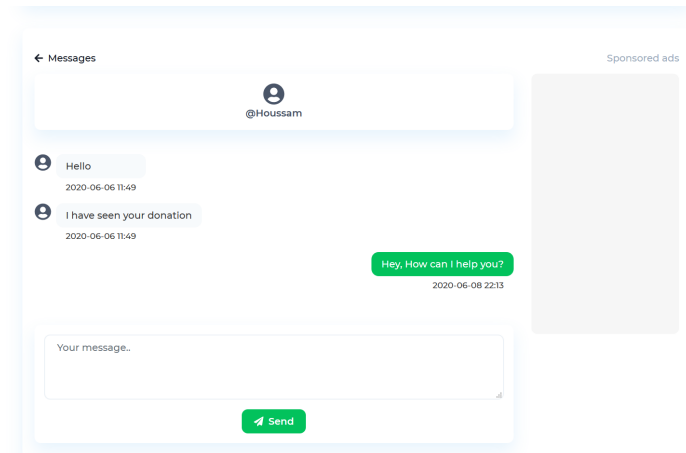 Messages
Sponsored ads
@Houssam
Hello
2020-06-06 11:49
I have seen your donation
2020-06-06 11:49
Hey, How can I help you?
2020-06-08 22:13
Your message..
Send